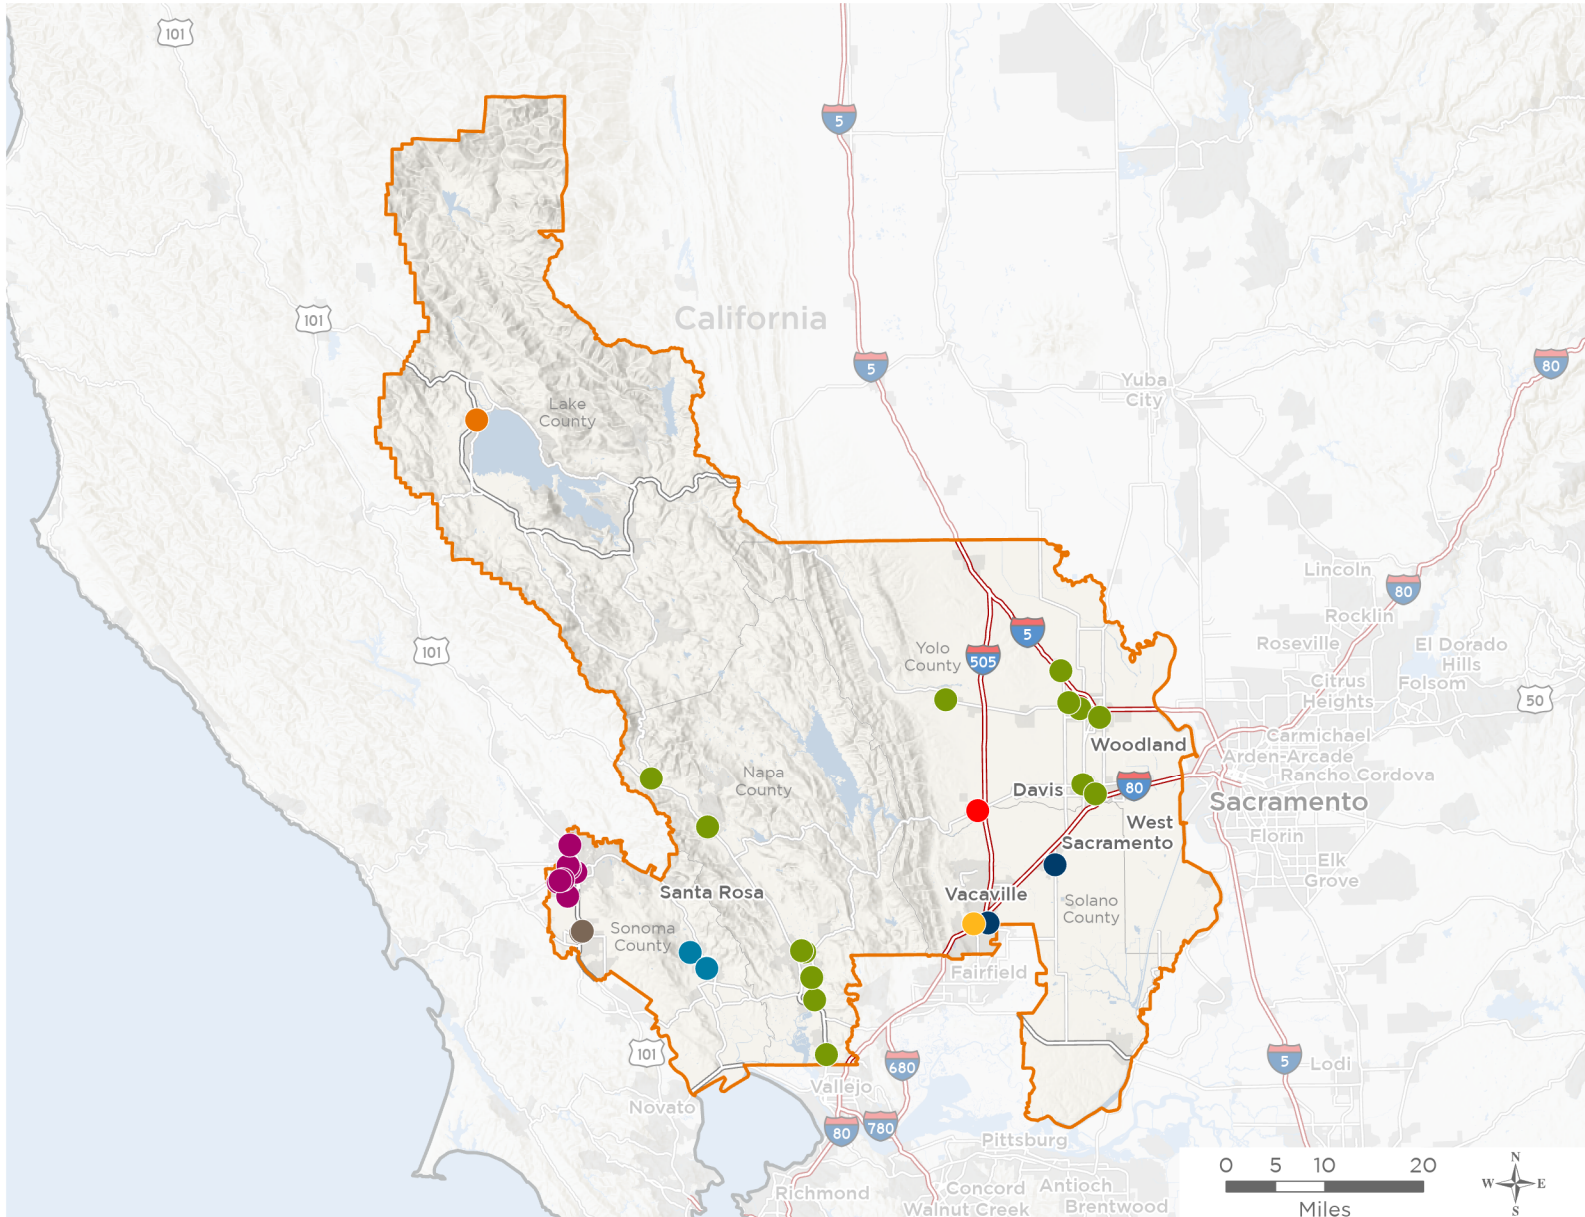 101
5
California
101
5
80
Yuba
City
Lake
County
Lincoln
80
Rocklin
5
Roseville
El Dorado
Hills
101
Yolo
County
505
Citrus
Heights
Folsom
50
Woodland
Carmichael
Arden-Arcade
Rancho Cordova
Napa
County
Davis
80
Sacramento
West
Sacramento
Florin
Elk
Grove
Santa Rosa
Vacaville
Solano
County
Sonoma
County
Fairfield
101
680
5
Lodi
Vallejo
Novato
80
780
Pittsburg
Richmond
Concord
Antioch
Walnut Creek
Brentwood
0 5 10 20
Miles
N
W E
S